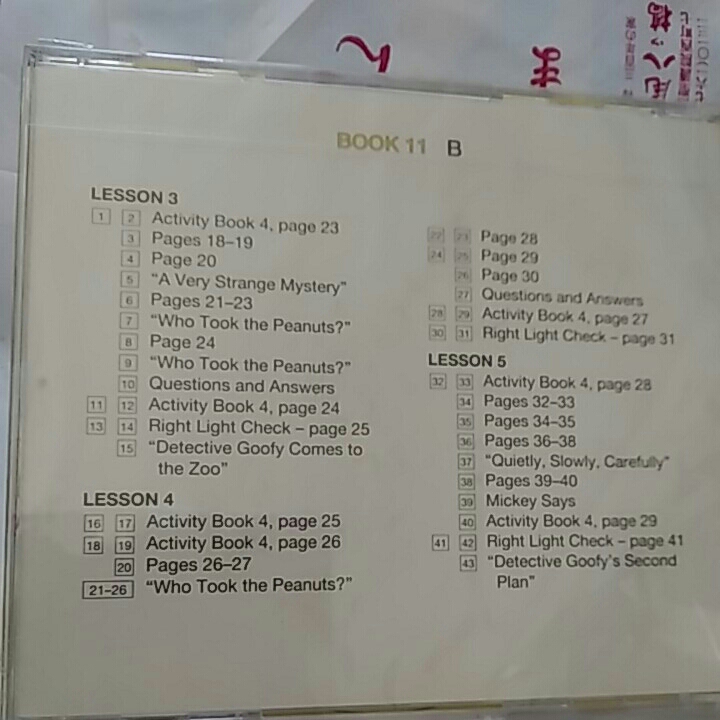 ま
ん
BOOK 11 B
LESSON 3
1 2 Activity Book 4, page 23
3 Pages 18–19
4 Page 20
5 “A Very Strange Mystery”
6 Pages 21–23
7 “Who Took the Peanuts?”
8 Page 24
9 “Who Took the Peanuts?”
10 Questions and Answers
11 12 Activity Book 4, page 24
13 14 Right Light Check – page 25
15 “Detective Goofy Comes to
the Zoo”
LESSON 4
16 17 Activity Book 4, page 25
18 19 Activity Book 4, page 26
20 Pages 26–27
21–26 “Who Took the Peanuts?”
22 23 Page 28
24 25 Page 29
26 Page 30
27 Questions and Answers
28 29 Activity Book 4, page 27
30 31 Right Light Check – page 31
LESSON 5
32 33 Activity Book 4, page 28
34 Pages 32–33
35 Pages 34–35
36 Pages 36–38
37 “Quietly, Slowly, Carefully”
38 Pages 39–40
39 Mickey Says
40 Activity Book 4, page 29
41 42 Right Light Check – page 41
43 “Detective Goofy’s Second
Plan”